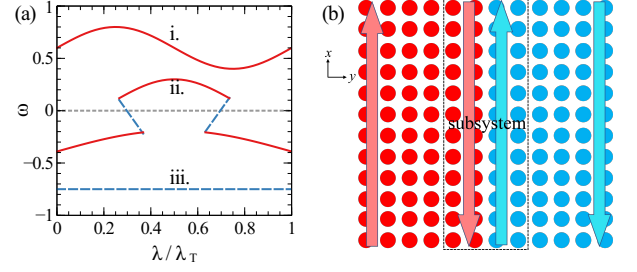 (a)
1
0.5
0
−0.5
−1
ω
i.
ii.
iii.
0 0.2 0.4 0.6 0.8 1
λ/λ_T
(b)
x
y
subsystem